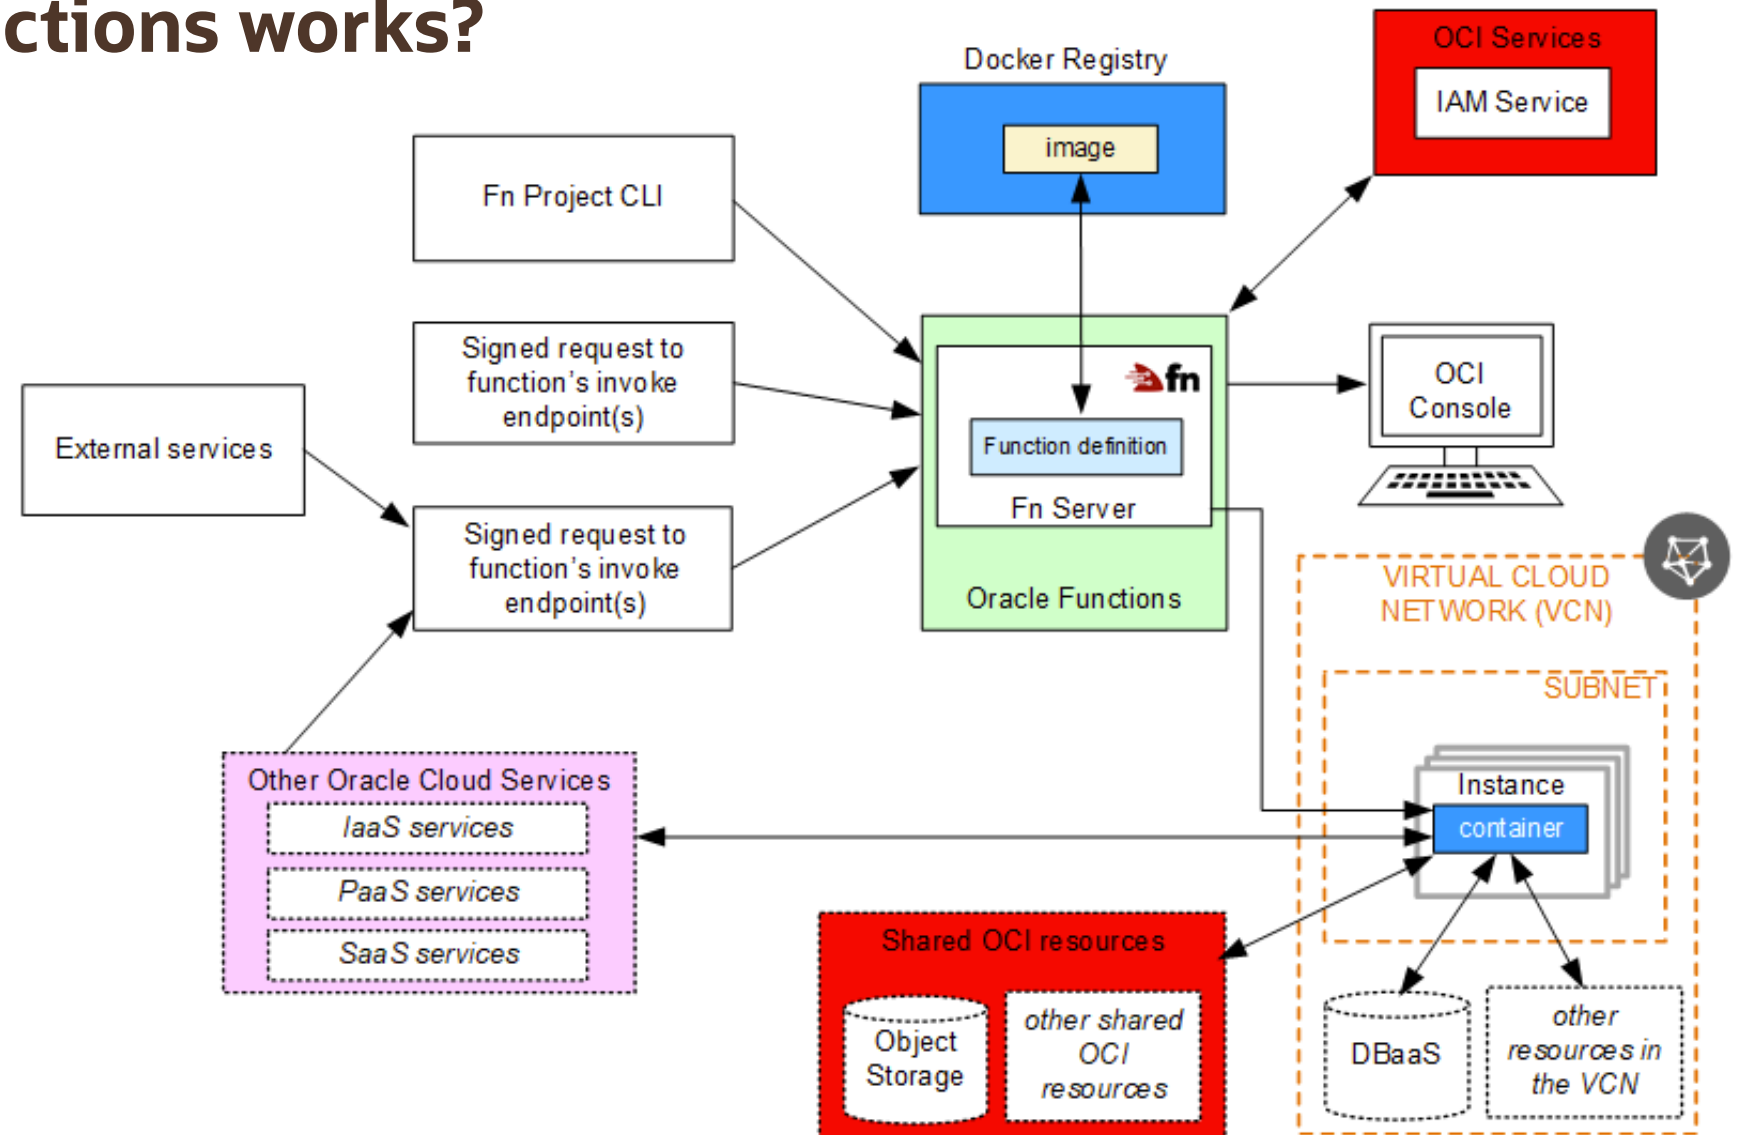 ctions works?
Docker Registry
image
OCI Services
IAM Service
Fn Project CLI
Signed request to
function's invoke
endpoint(s)
External services
Signed request to
function's invoke
endpoint(s)
fn
Function definition
Fn Server
Oracle Functions
OCI
Console
VIRTUAL CLOUD
NETWORK (VCN)
SUBNET
Instance
container
Other Oracle Cloud Services
IaaS services
PaaS services
SaaS services
Shared OCI resources
Object
Storage
other shared
OCI
resources
DBaaS
other
resources in
the VCN